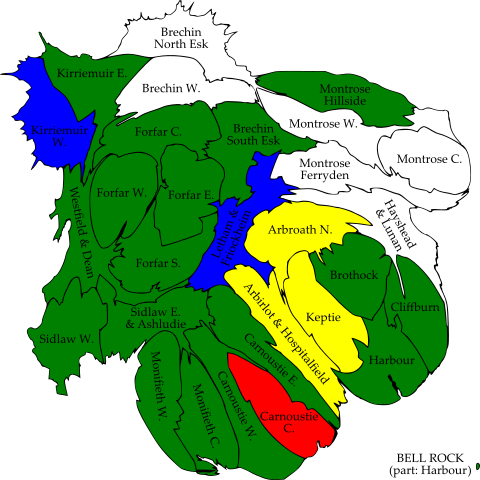 Brechin
North Esk
Kirriemuir E.
Brechin W.
Montrose
Hillside
Kirriemuir
W.
Forfar C.
Brechin
South Esk
Montrose W.
Montrose C.
Montrose
Ferryden
Forfar W.
Forfar E.
Westfield & Dean
Letham &
Friockheim
Arbroath N.
Hayshead
& Lunan
Forfar S.
Brothock
Cliffburn
Arbirlot & Hospitalfield
Keptie
Sidlaw E.
& Ashludie
Sidlaw W.
Harbour
Carnoustie E.
Monifieth W.
Monifieth C.
Carnoustie W.
Carnoustie
C.
BELL ROCK
(part: Harbour)